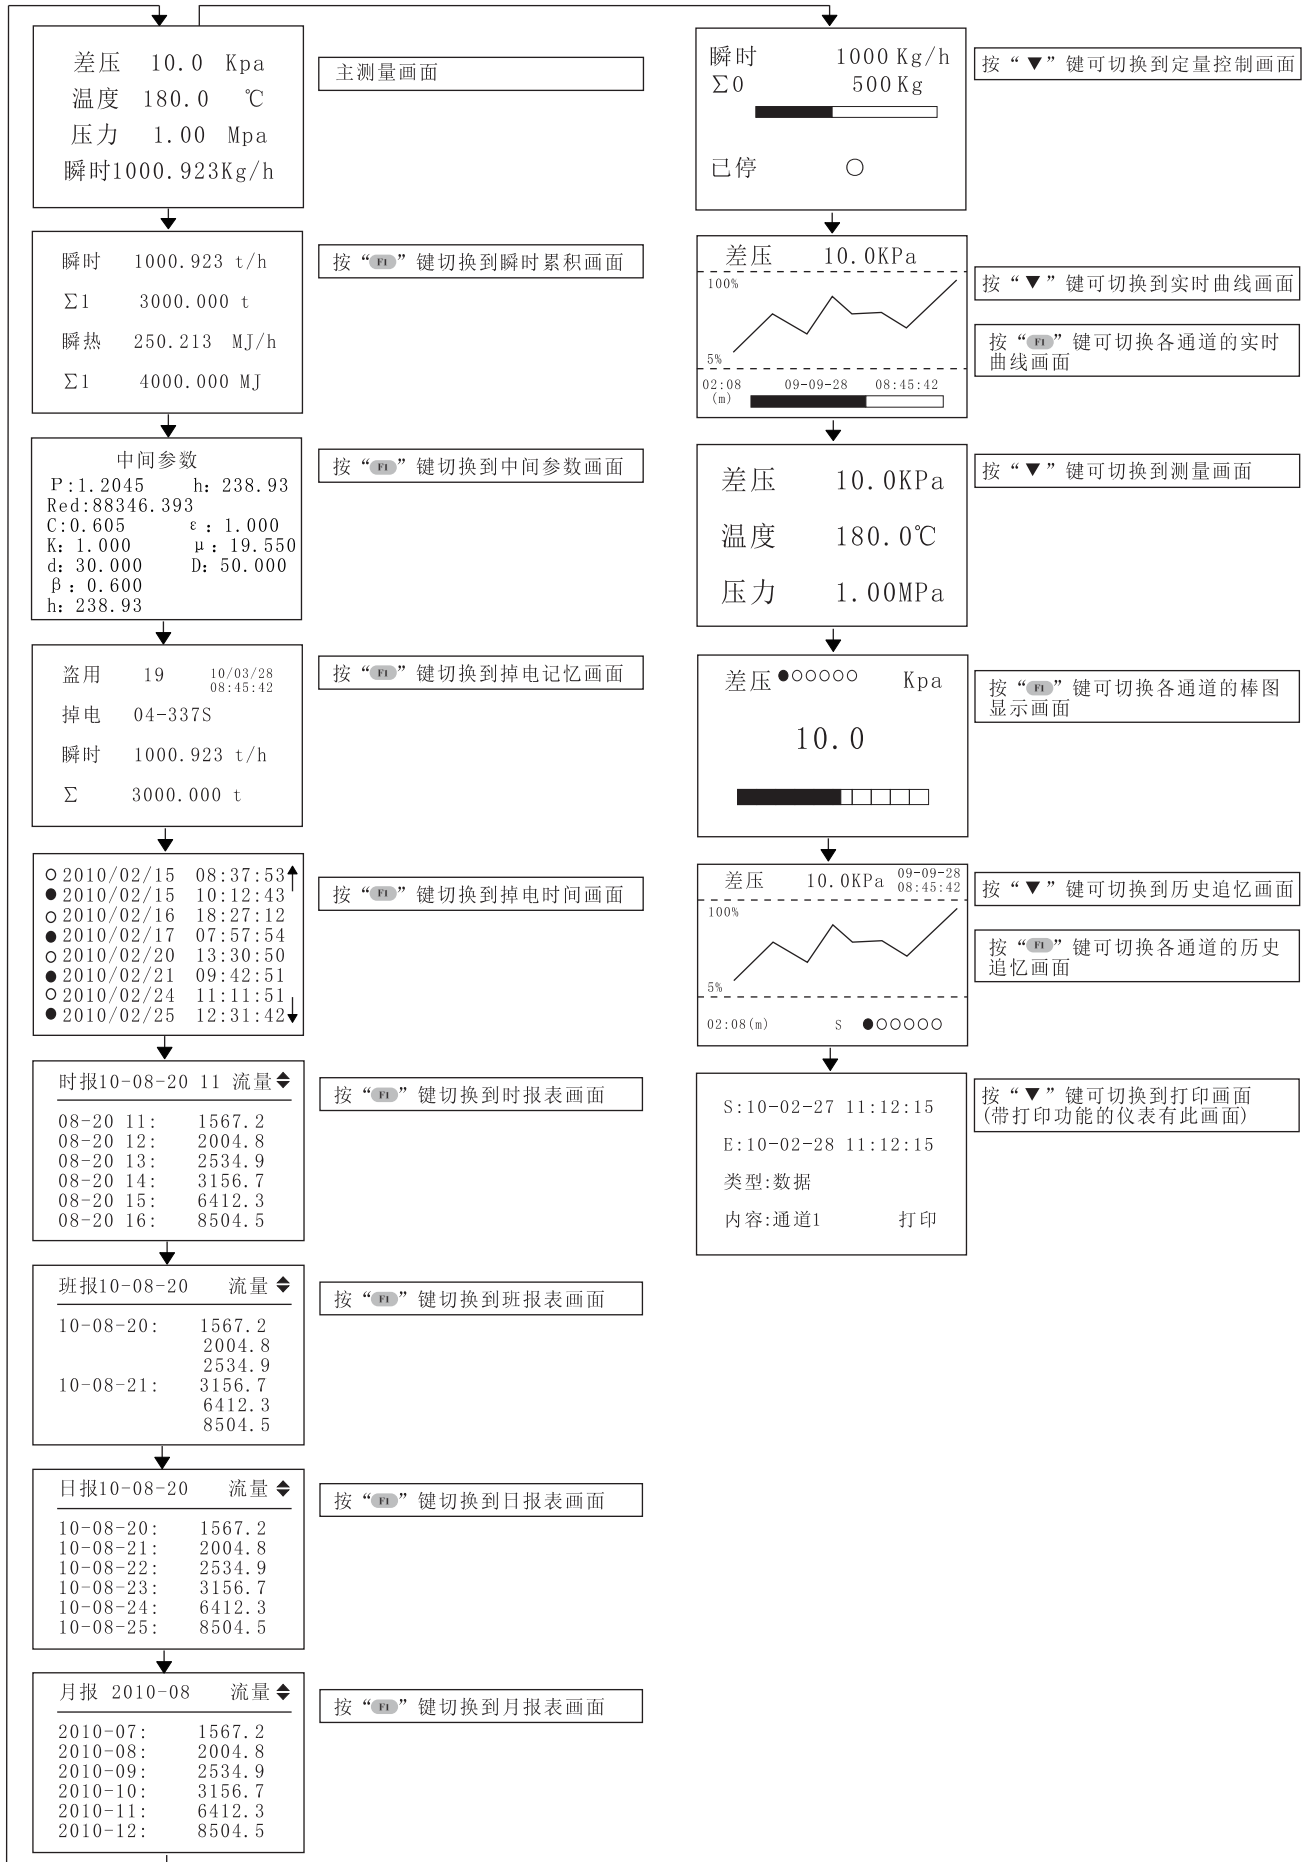 差压 10.0 Kpa
温度 180.0 ℃
压力 1.00 Mpa
瞬时1000.923Kg/h
主测量画面
瞬时 1000.923 t/h
∑1 3000.000 t
瞬热 250.213 MJ/h
∑1 4000.000 MJ
按“F1”键切换到瞬时累积画面
中间参数
P:1.2045 h: 238.93
Red:88346.393
C:0.605 ε: 1.000
K: 1.000 μ: 19.550
d: 30.000 D: 50.000
β: 0.600
h: 238.93
按“F1”键切换到中间参数画面
盗用 19 10/03/28
08:45:42
掉电 04-337S
瞬时 1000.923 t/h
∑ 3000.000 t
按“F1”键切换到掉电记忆画面
○2010/02/15 08:37:53↑
●2010/02/15 10:12:43
○2010/02/16 18:27:12
●2010/02/17 07:57:54
○2010/02/20 13:30:50
●2010/02/21 09:42:51
○2010/02/24 11:11:51
●2010/02/25 12:31:42↓
按“F1”键切换到掉电时间画面
时报10-08-20 11 流量◆
08-20 11: 1567.2
08-20 12: 2004.8
08-20 13: 2534.9
08-20 14: 3156.7
08-20 15: 6412.3
08-20 16: 8504.5
按“F1”键切换到时报表画面
班报10-08-20 流量◆
10-08-20: 1567.2
2004.8
2534.9
10-08-21: 3156.7
6412.3
8504.5
按“F1”键切换到班报表画面
日报10-08-20 流量◆
10-08-20: 1567.2
10-08-21: 2004.8
10-08-22: 2534.9
10-08-23: 3156.7
10-08-24: 6412.3
10-08-25: 8504.5
按“F1”键切换到日报表画面
月报 2010-08 流量◆
2010-07: 1567.2
2010-08: 2004.8
2010-09: 2534.9
2010-10: 3156.7
2010-11: 6412.3
2010-12: 8504.5
按“F1”键切换到月报表画面
瞬时 1000 Kg/h
∑0 500 Kg
已停 ○
按“▼”键可切换到定量控制画面
差压 10.0KPa
100%
5%
02:08 09-09-28 08:45:42
(m)
按“▼”键可切换到实时曲线画面
按“F1”键可切换各通道的实时
曲线画面
差压 10.0KPa
温度 180.0℃
压力 1.00MPa
按“▼”键可切换到测量画面
差压●○○○○○ Kpa
10.0
按“F1”键可切换各通道的棒图
显示画面
差压 10.0KPa 09-09-28
08:45:42
100%
5%
02:08(m) S ●○○○○○
按“▼”键可切换到历史追忆画面
按“F1”键可切换各通道的历史
追忆画面
S:10-02-27 11:12:15
E:10-02-28 11:12:15
类型:数据
内容:通道1 打印
按“▼”键可切换到打印画面
(带打印功能的仪表有此画面)